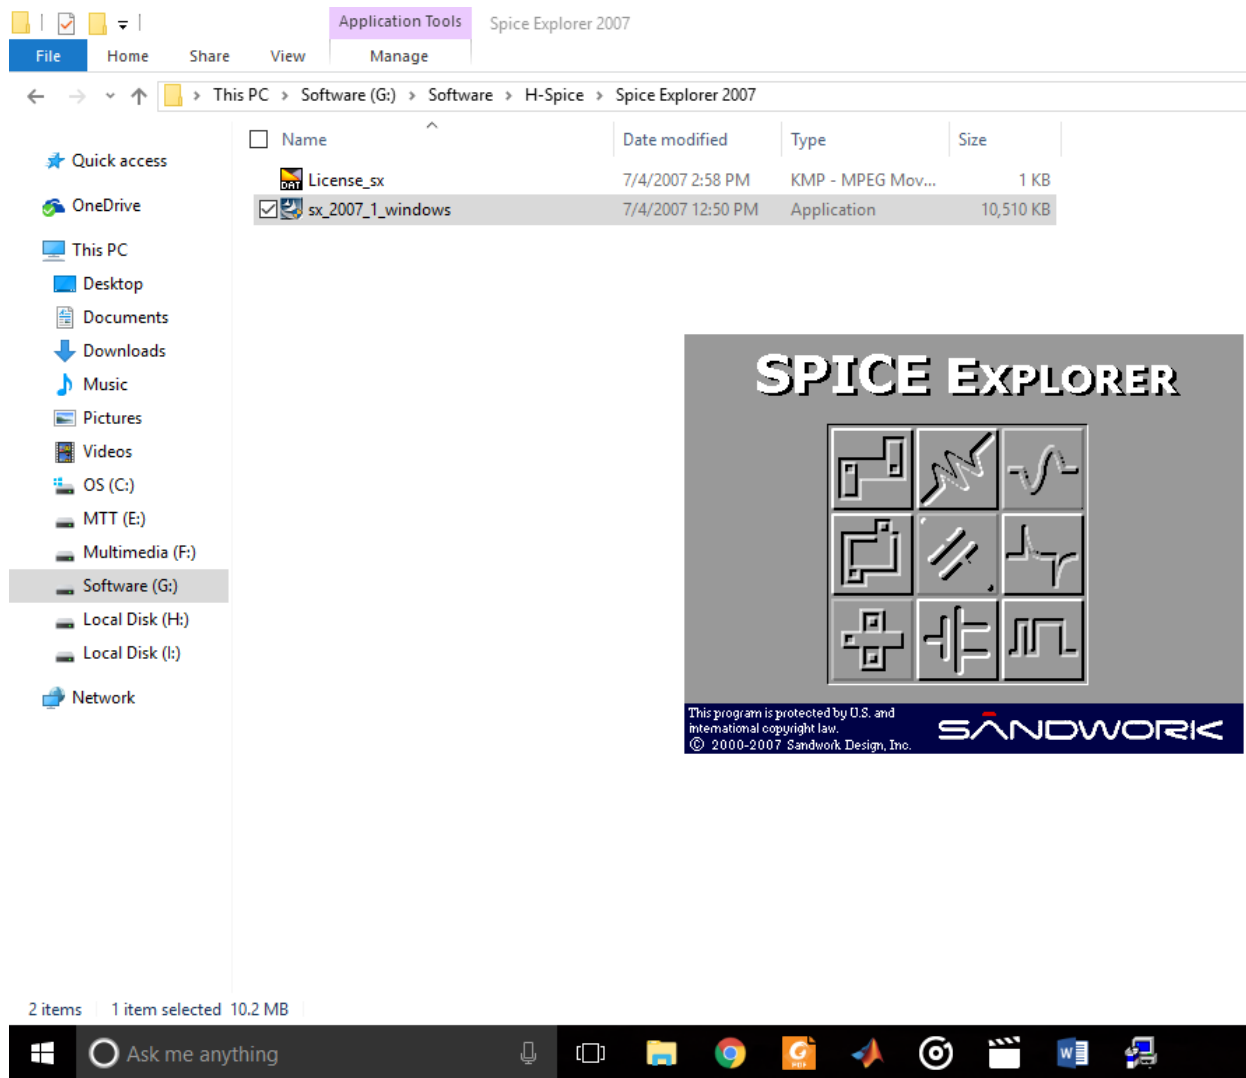 Application Tools
Spice Explorer 2007
File
Home
Share
View
Manage
This PC
Software (G:)
Software
H-Spice
Spice Explorer 2007
Name
Date modified
Type
Size
License_sx
7/4/2007 2:58 PM
KMP - MPEG Mov...
1 KB
sx_2007_1_windows
7/4/2007 12:50 PM
Application
10,510 KB
Quick access
OneDrive
This PC
Desktop
Documents
Downloads
Music
Pictures
Videos
OS (C:)
MTT (E:)
Multimedia (F:)
Software (G:)
Local Disk (H:)
Local Disk (I:)
Network
DAT
SPICE EXPLORER
This program is protected by U.S. and
international copyright law.
© 2000-2007 Sandwork Design, Inc.
SANDWORK
2 items
1 item selected 10.2 MB
Ask me anything
G
PDF
W